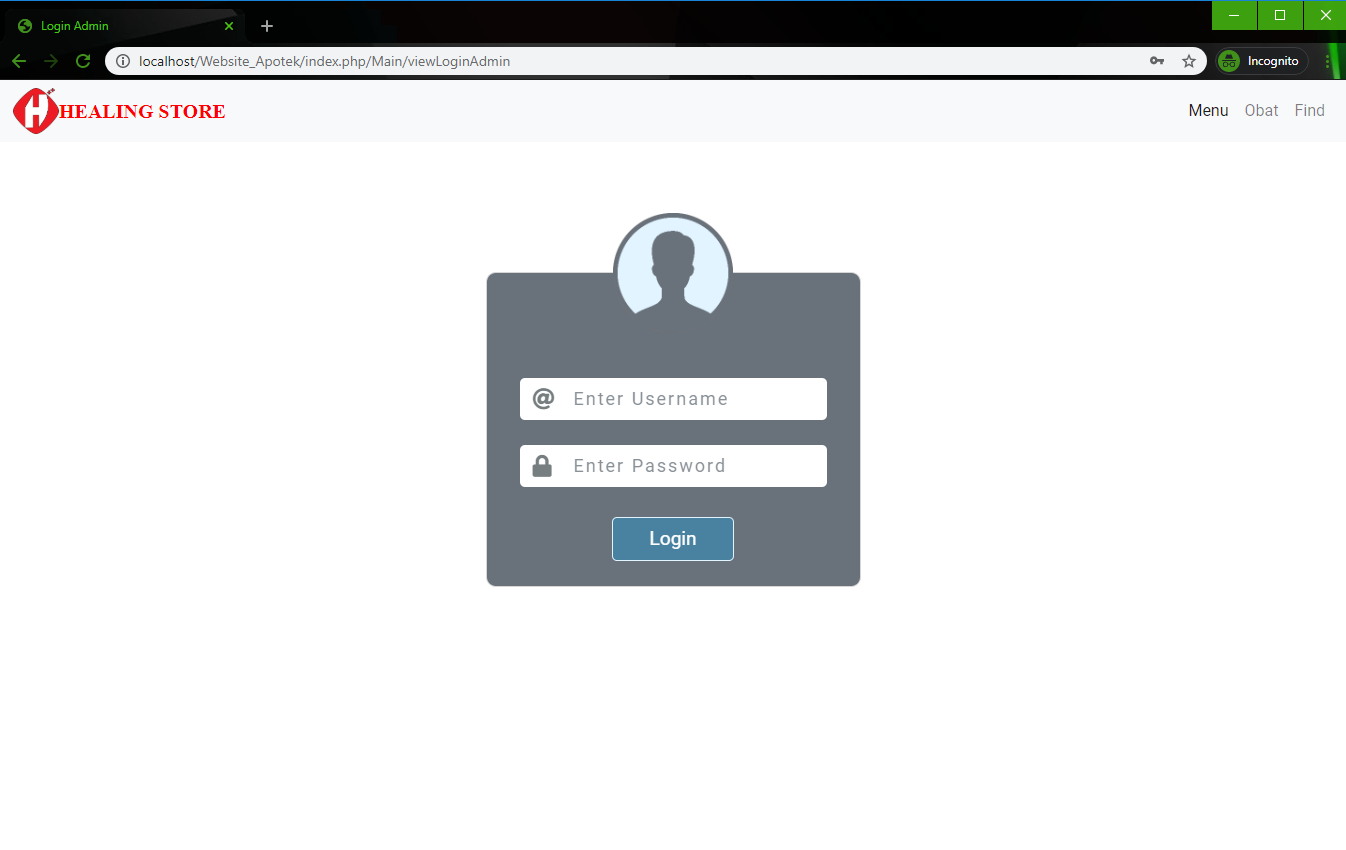 Login Admin
localhost/Website_Apotek/index.php/Main/viewLoginAdmin
Incognito
H HEALING STORE
Menu Obat Find
@ Enter Username
Enter Password
Login